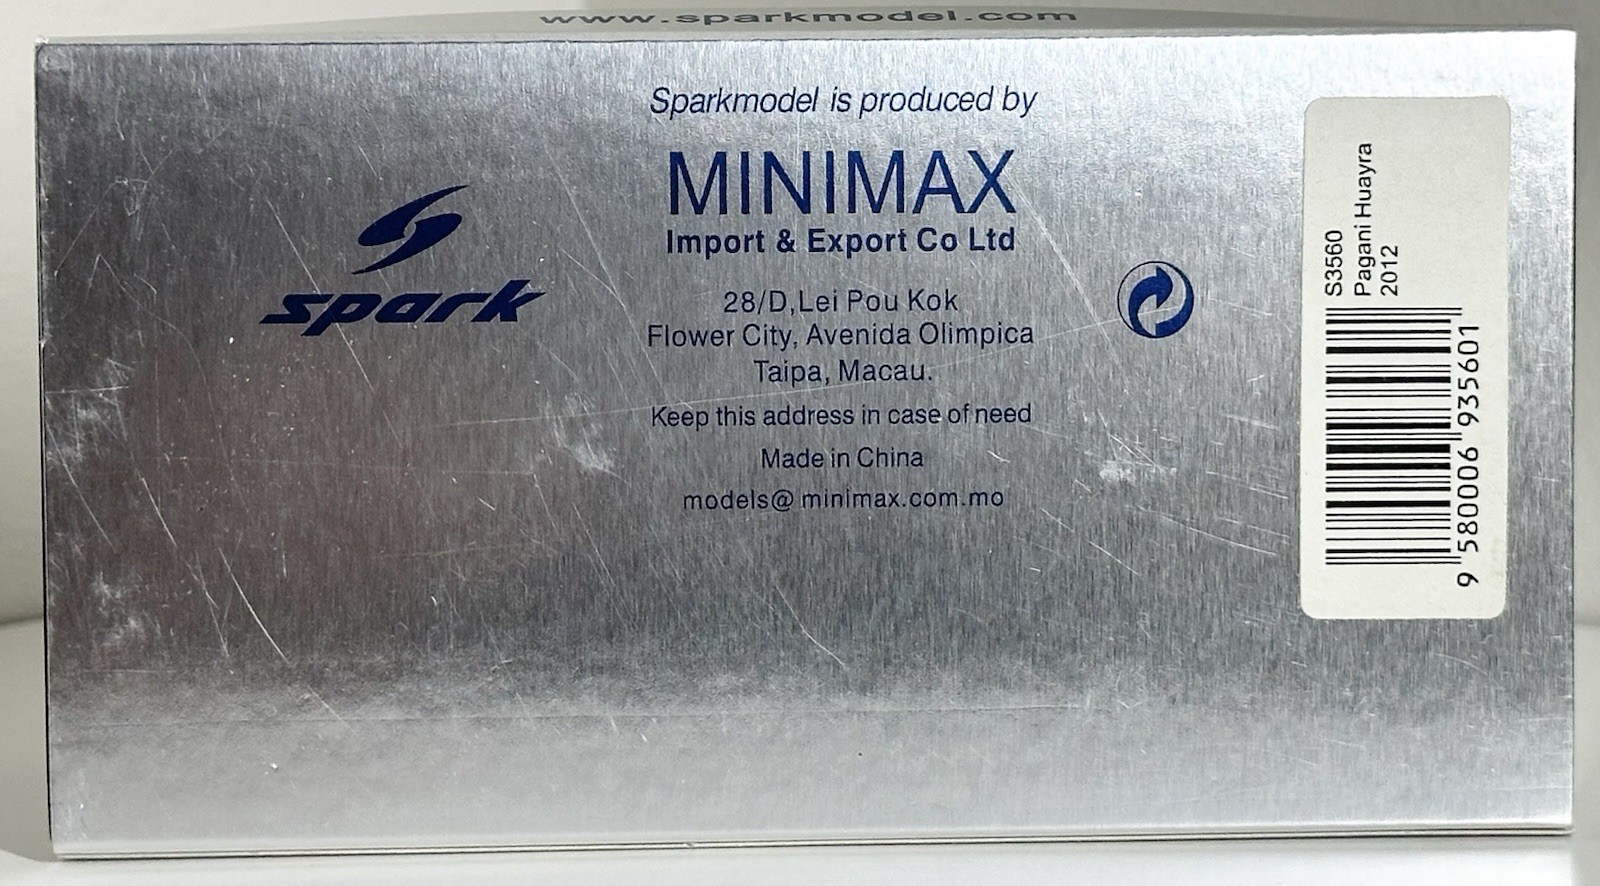 www.sparkmodel.com
Sparkmodel is produced by
MINIMAX
Import & Export Co Ltd
spark
28/D,Lei Pou Kok
Flower City, Avenida Olimpica
Taipa, Macau.
Keep this address in case of need
Made in China
models@ minimax.com.mo
S3560
Pagani Huayra
2012
9 580006 935601